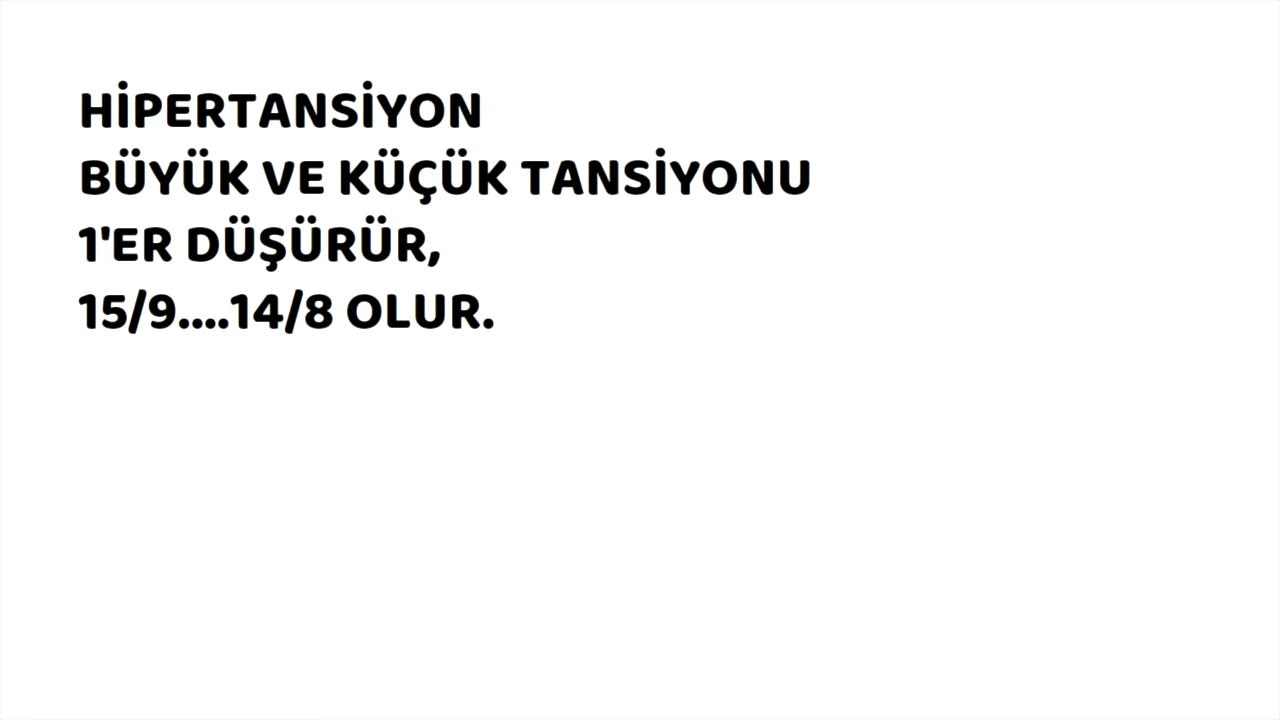 HİPERTANSİYON
BÜYÜK VE KÜÇÜK TANSİYONU
1'ER DÜŞÜRÜR,
15/9....14/8 OLUR.